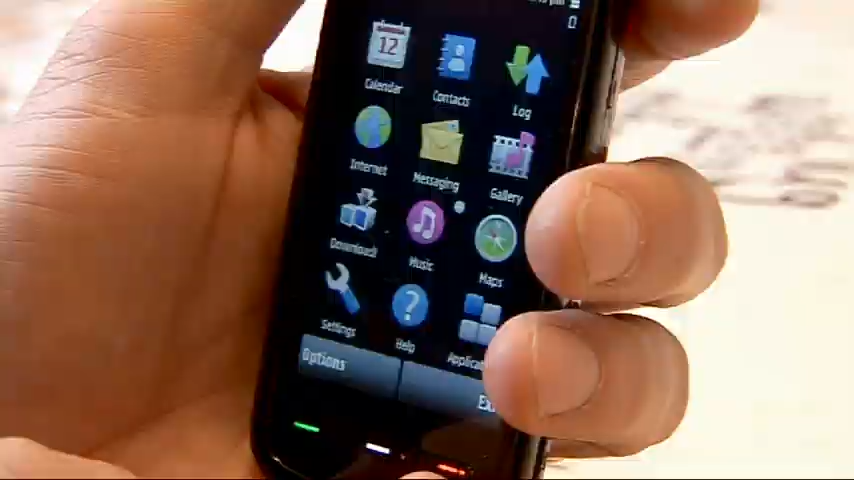 12
Calendar
Contacts
Log
Internet
Messaging
Gallery
Download!
Music
Maps
Settings
?
Help
Options